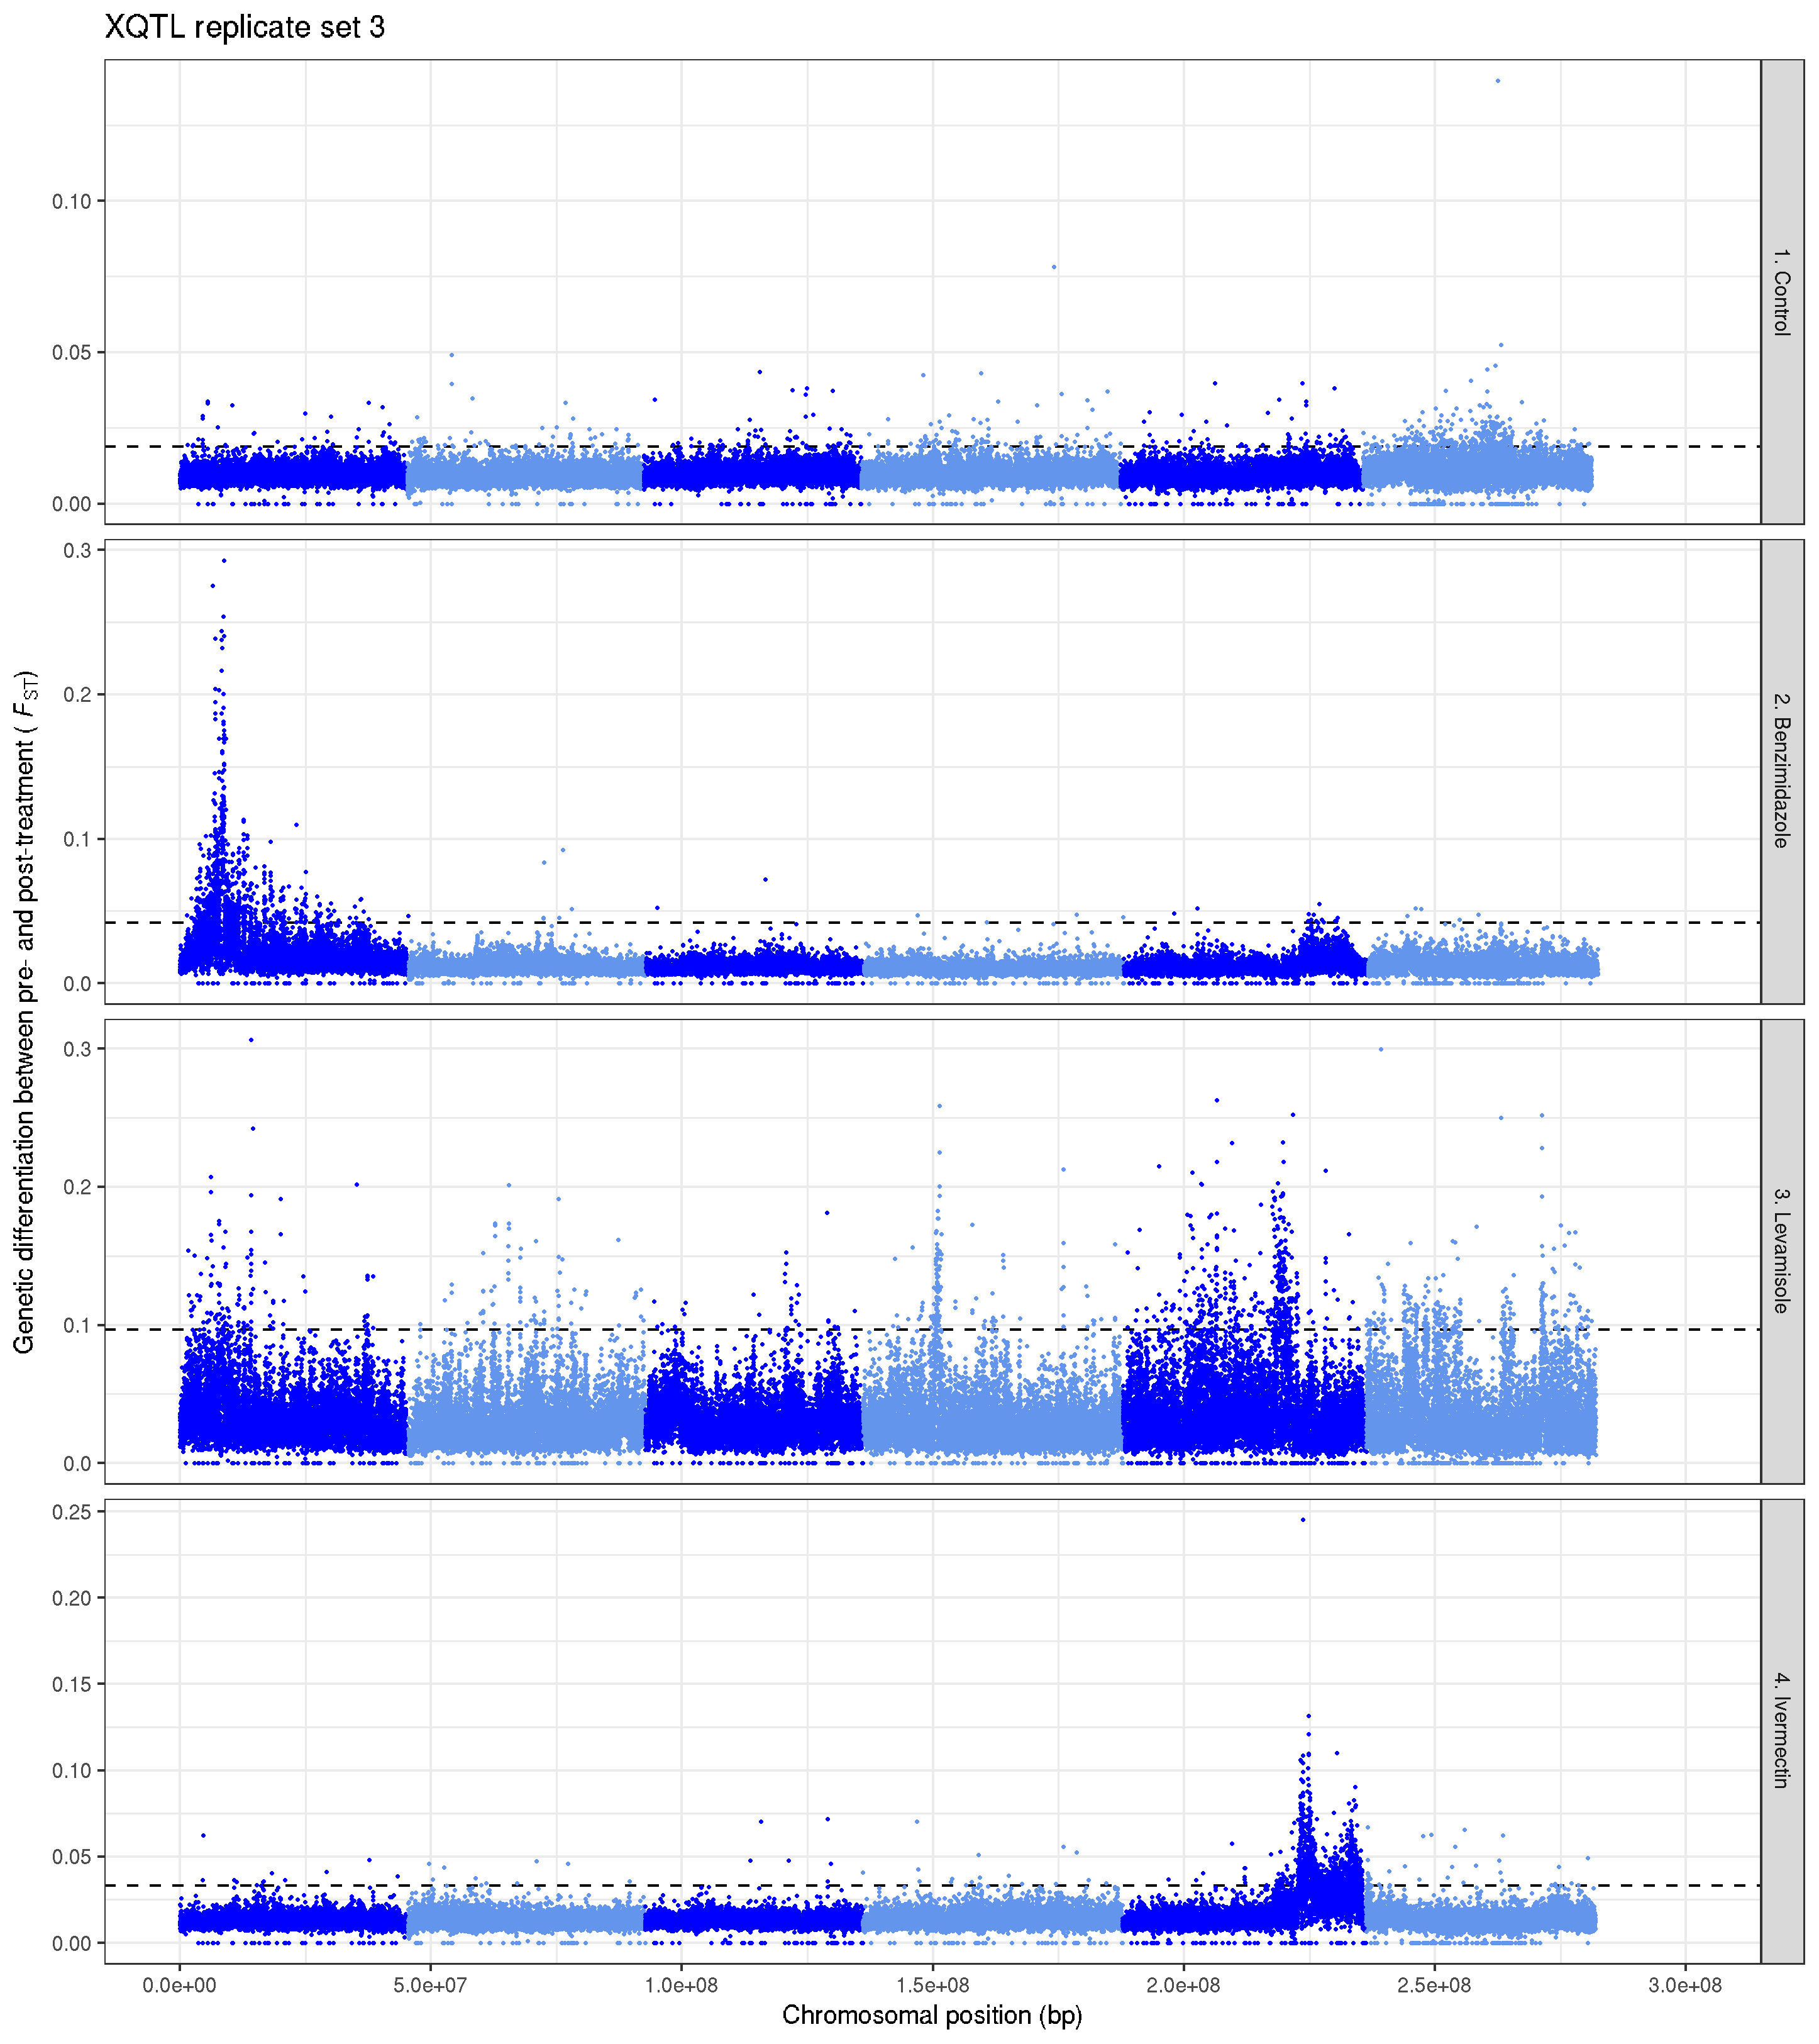 XQTL replicate set 3
Genetic differentiation between pre- and post-treatment ( FST)
0.10
0.05
0.00
1. Control
0.3
0.2
0.1
0.0
2. Benzimidazole
0.3
0.2
0.1
0.0
3. Levamisole
0.25
0.20
0.15
0.10
0.05
0.00
4. Ivermectin
0.0e+00 5.0e+07 1.0e+08 1.5e+08 2.0e+08 2.5e+08 3.0e+08
Chromosomal position (bp)